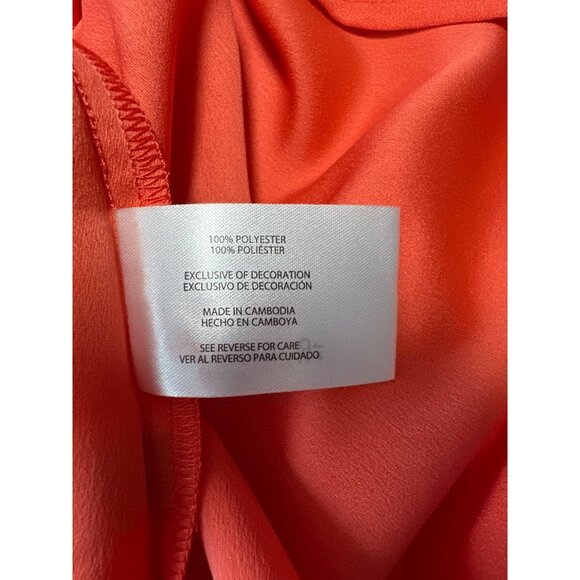 100% POLYESTER
100% POLIÉSTER
EXCLUSIVE OF DECORATION
EXCLUSIVO DE DECORACIÓN
MADE IN CAMBODIA
HECHO EN CAMBOYA
SEE REVERSE FOR CARE
VER AL REVERSO PARA CUIDADO